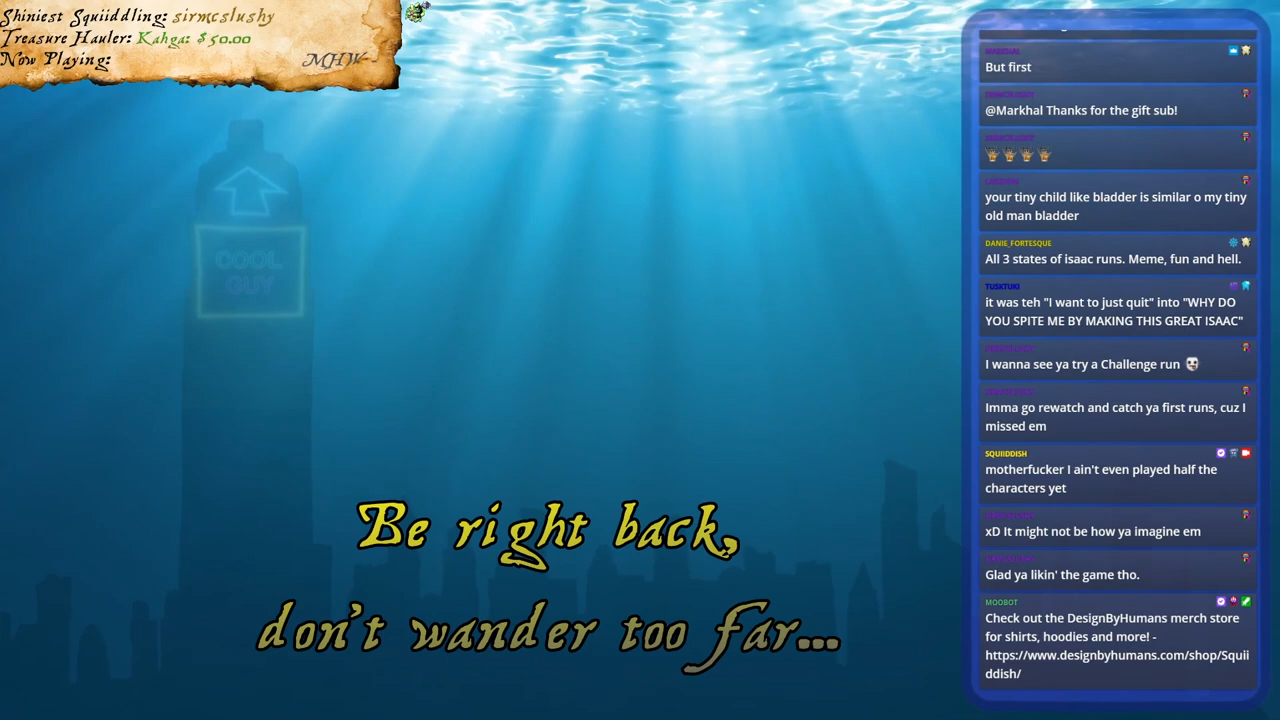 Shiniest Squiiddling: sirmcslushy
Treasure Hauler: Kahga: $50.00
Now Playing: MHW
COOL
GUY
Be right back,
don't wander too far...
MARKHAL
But first
@Markhal Thanks for the gift sub!
your tiny child like bladder is similar o my tiny
old man bladder
DANIE_FORTESQUE
All 3 states of isaac runs. Meme, fun and hell.
TUSKTUKI
it was teh "I want to just quit" into "WHY DO
YOU SPITE ME BY MAKING THIS GREAT ISAAC"
I wanna see ya try a Challenge run
Imma go rewatch and catch ya first runs, cuz I
missed em
SQUIIDDISH
motherfucker I ain't even played half the
characters yet
xD It might not be how ya imagine em
Glad ya likin' the game tho.
MOOBOT
Check out the DesignByHumans merch store
for shirts, hoodies and more! -
https://www.designbyhumans.com/shop/Squii
ddish/